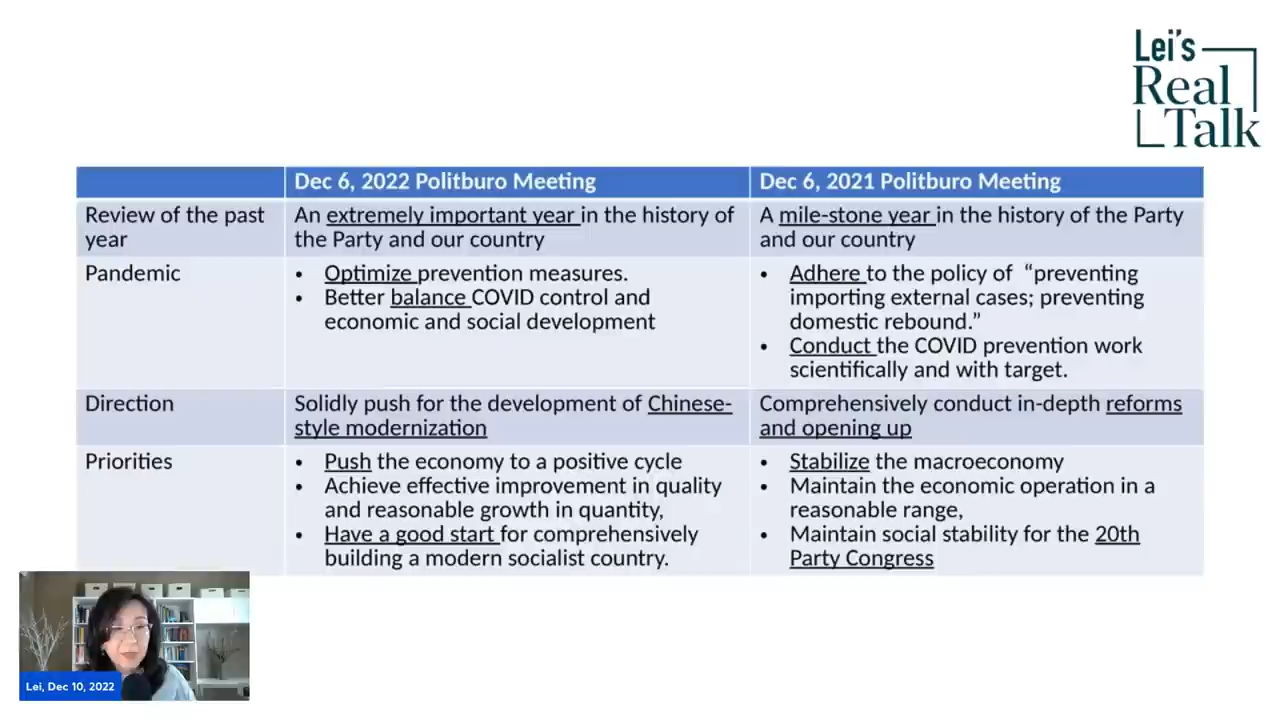 Lei's
Real
Talk
Dec 6, 2022 Politburo Meeting
Dec 6, 2021 Politburo Meeting
Review of the past
year
An extremely important year in the history of
the Party and our country
A mile-stone year in the history of the Party
and our country
Pandemic
• Optimize prevention measures.
• Better balance COVID control and
economic and social development
• Adhere to the policy of “preventing
importing external cases; preventing
domestic rebound.”
• Conduct the COVID prevention work
scientifically and with target.
Direction
Solidly push for the development of Chinese-
style modernization
Comprehensively conduct in-depth reforms
and opening up
Priorities
• Push the economy to a positive cycle
• Achieve effective improvement in quality
and reasonable growth in quantity,
• Have a good start for comprehensively
building a modern socialist country.
• Stabilize the macroeconomy
• Maintain the economic operation in a
reasonable range,
• Maintain social stability for the 20th
Party Congress
Lei, Dec 10, 2022